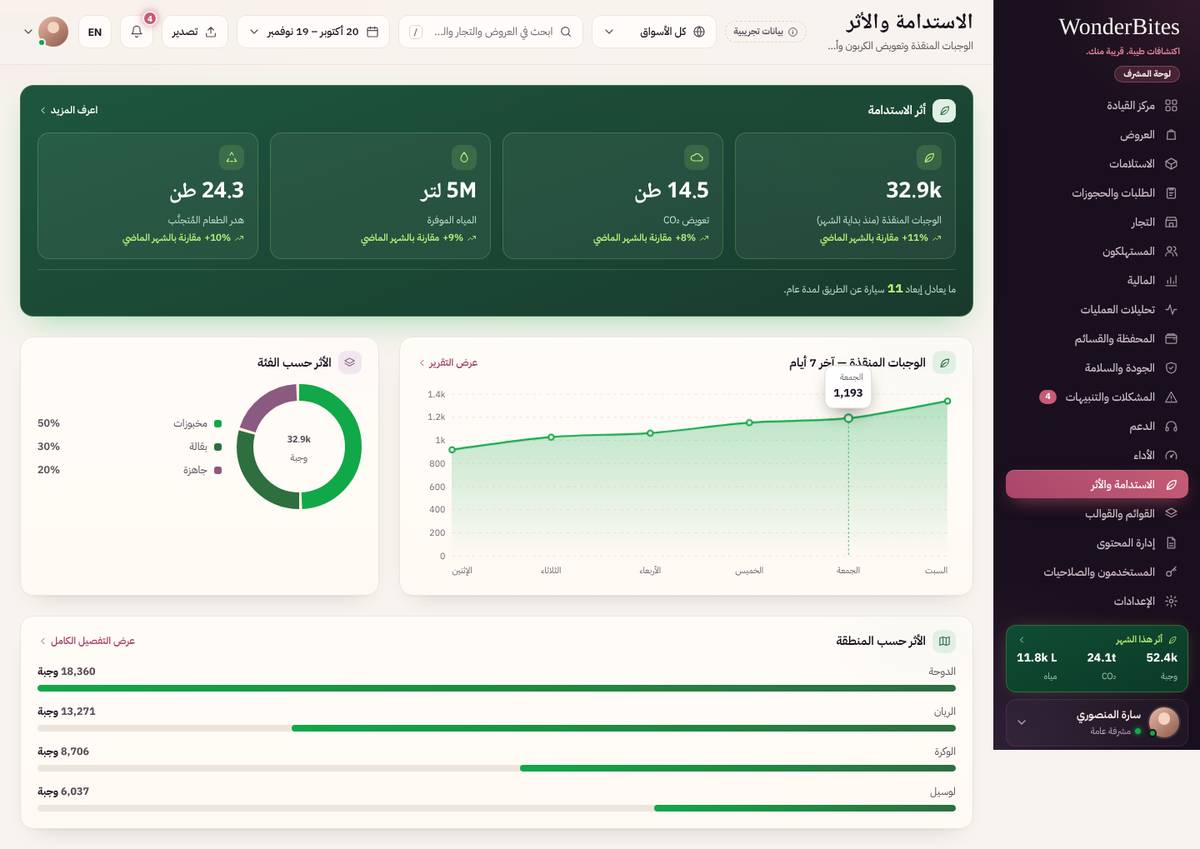 WonderBites
اكتشافات طيبة. قريبة منك.
لوحة المشرف
مركز القيادة
العروض
الاستلامات
الطلبات والحجوزات
التجار
المستهلكون
المالية
تحليلات العمليات
المحفظة والقسائم
الجودة والسلامة
المشكلات والتنبيهات 4
الدعم
الأداء
الاستدامة والأثر
القوائم والقوالب
إدارة المحتوى
المستخدمون والصلاحيات
الإعدادات
أثر هذا الشهر
52.4k 24.1t 11.8k L
وجبة CO₂ مياه
سارة المنصوري
مشرفة عامة
الاستدامة والأثر
الوجبات المنقذة وتعويض الكربون وأ...
بيانات تجريبية
كل الأسواق
ابحث في العروض والتجار والـ... /
20 أكتوبر – 19 نوفمبر
تصدير
4
EN
أثر الاستدامة
اعرف المزيد
32.9k
الوجبات المنقذة (منذ بداية الشهر)
+11% مقارنة بالشهر الماضي
14.5 طن
تعويض CO₂
+8% مقارنة بالشهر الماضي
5M لتر
المياه الموفرة
+9% مقارنة بالشهر الماضي
24.3 طن
هدر الطعام المُتجنَّب
+10% مقارنة بالشهر الماضي
ما يعادل إبعاد 11 سيارة عن الطريق لمدة عام.
الوجبات المنقذة — آخر 7 أيام
عرض التقرير
الجمعة
1,193
1.4k
1.2k
1k
800
600
400
200
0
السبت الجمعة الخميس الأربعاء الثلاثاء الإثنين
الأثر حسب الفئة
32.9k
وجبة
مخبوزات 50%
بقالة 30%
جاهزة 20%
الأثر حسب المنطقة
عرض التفصيل الكامل
الدوحة 18,360 وجبة
الريان 13,271 وجبة
الوكرة 8,706 وجبة
لوسيل 6,037 وجبة